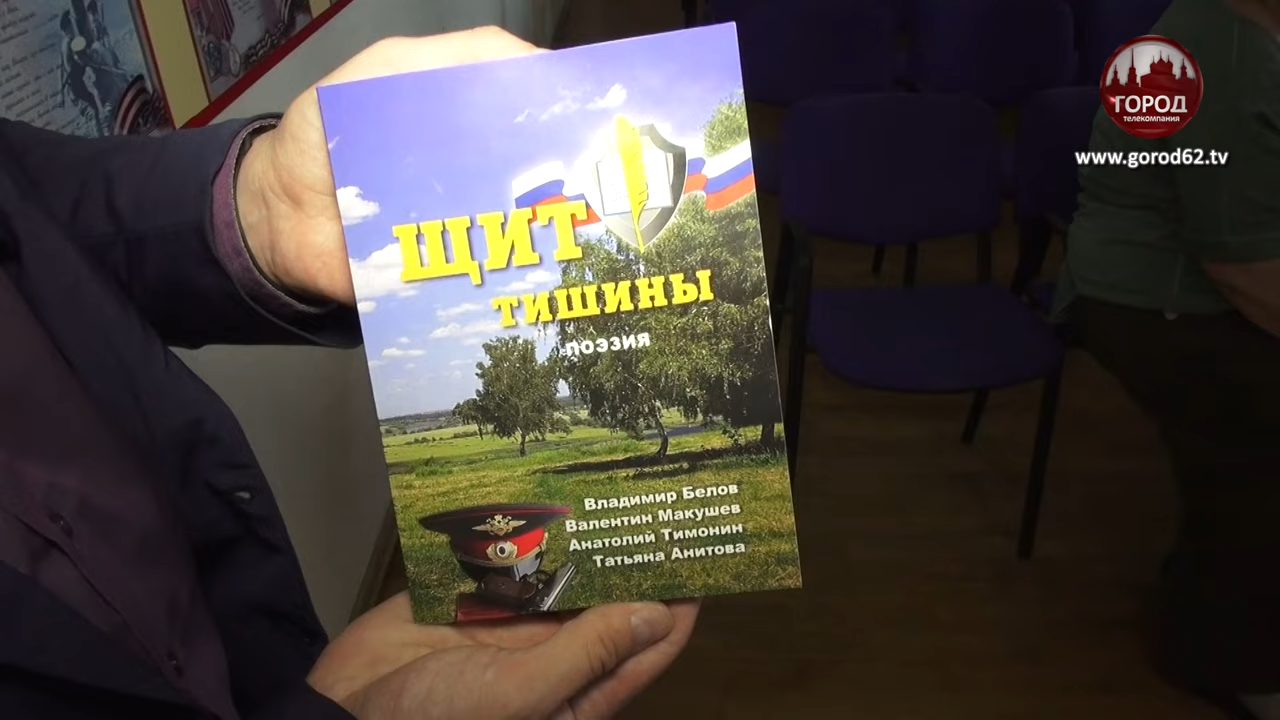 ЩИТ
ТИШИНЫ
поэзия
Владимир Белов
Валентин Макушев
Анатолий Тимонин
Татьяна Анитова
ГОРОД
телекомпания
www.gorod62.tv